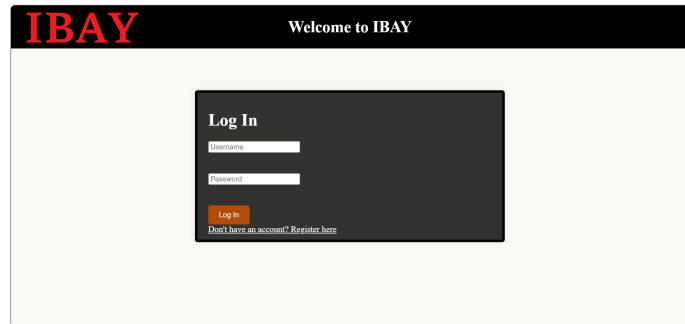 IBAY
Welcome to IBAY
Log In
Username
Password
Log In
Don't have an account? Register here